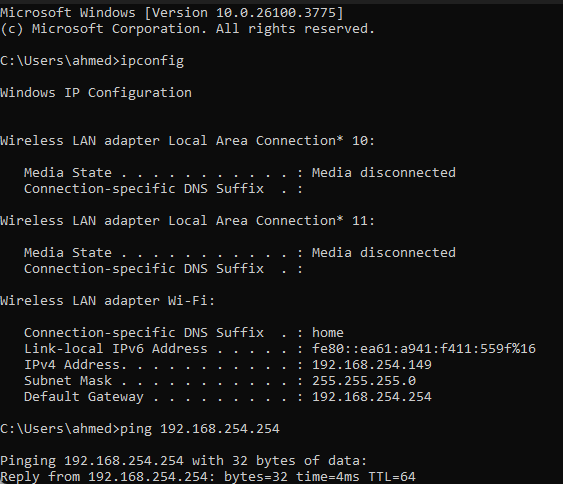 Microsoft Windows [Version 10.0.26100.3775]
(c) Microsoft Corporation. All rights reserved.
C:\Users\ahmed>ipconfig
Windows IP Configuration
Wireless LAN adapter Local Area Connection* 10:
Media State . . . . . . . . . . . : Media disconnected
Connection-specific DNS Suffix  . :
Wireless LAN adapter Local Area Connection* 11:
Media State . . . . . . . . . . . : Media disconnected
Connection-specific DNS Suffix  . :
Wireless LAN adapter Wi-Fi:
Connection-specific DNS Suffix  . : home
Link-local IPv6 Address . . . . . : fe80::ea61:a941:f411:559f%16
IPv4 Address. . . . . . . . . . . : 192.168.254.149
Subnet Mask . . . . . . . . . . . : 255.255.255.0
Default Gateway . . . . . . . . . : 192.168.254.254
C:\Users\ahmed>ping 192.168.254.254
Pinging 192.168.254.254 with 32 bytes of data:
Reply from 192.168.254.254: bytes=32 time=4ms TTL=64